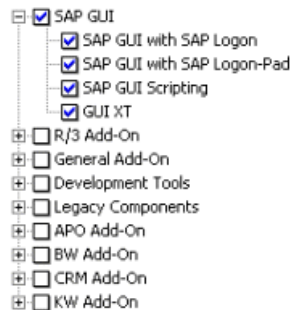 SAP GUI
SAP GUI with SAP Logon
SAP GUI with SAP Logon-Pad
SAP GUI Scripting
GUI XT
R/3 Add-On
General Add-On
Development Tools
Legacy Components
APO Add-On
BW Add-On
CRM Add-On
KW Add-On